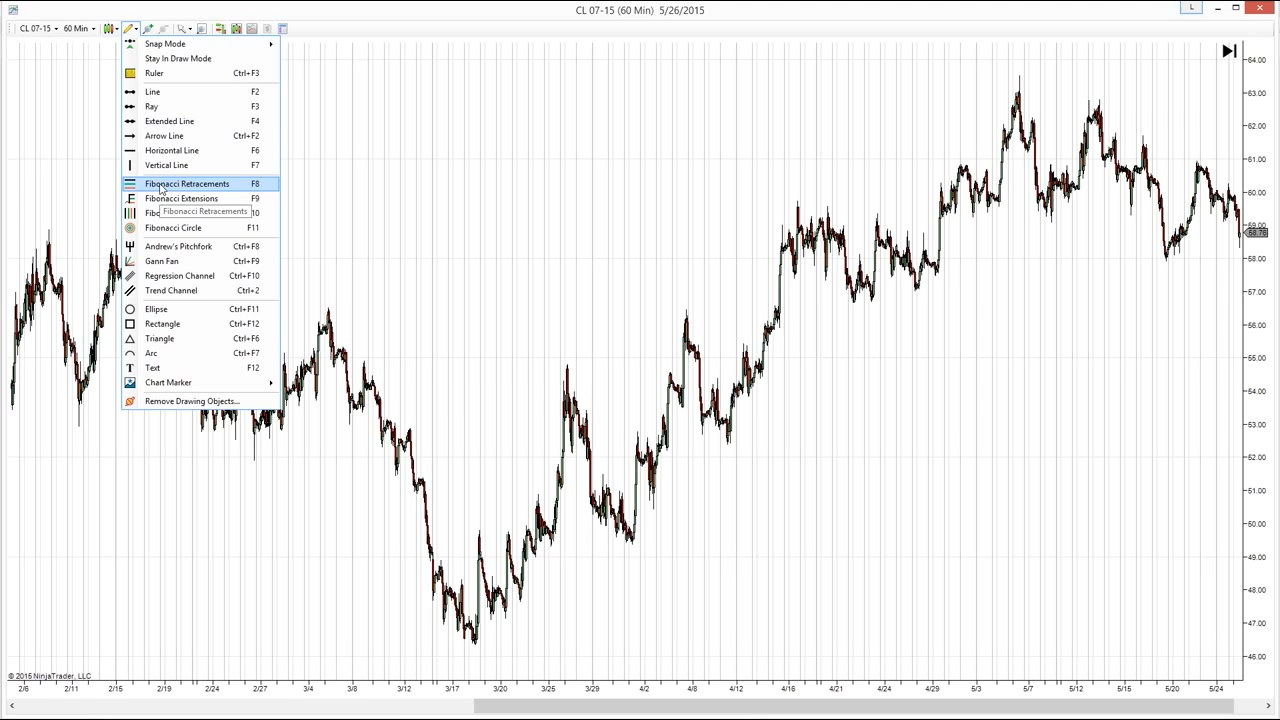 CL 07-15 (60 Min) 5/26/2015
L
CL 07-15 60 Min
Snap Mode
Stay In Draw Mode
Ruler Ctrl+F3
Line F2
Ray F3
Extended Line F4
Arrow Line Ctrl+F2
Horizontal Line F6
Vertical Line F7
Fibonacci Retracements F8
Fibonacci Extensions F9
Fibo 10
Fibonacci Retracements
Fibonacci Circle F11
Andrew's Pitchfork Ctrl+F8
Gann Fan Ctrl+F9
Regression Channel Ctrl+F10
Trend Channel Ctrl+2
Ellipse Ctrl+F11
Rectangle Ctrl+F12
Triangle Ctrl+F6
Arc Ctrl+F7
Text F12
Chart Marker
Remove Drawing Objects...
64.00
63.00
62.00
61.00
60.00
59.00
58.78
58.00
57.00
56.00
55.00
54.00
53.00
52.00
51.00
50.00
49.00
48.00
47.00
46.00
© 2015 NinjaTrader, LLC
2/6 2/11 2/15 2/19 2/24 2/27 3/4 3/8 3/12 3/17 3/20 3/25 3/29 4/2 4/8 4/12 4/16 4/21 4/24 4/29 5/3 5/7 5/12 5/15 5/20 5/24